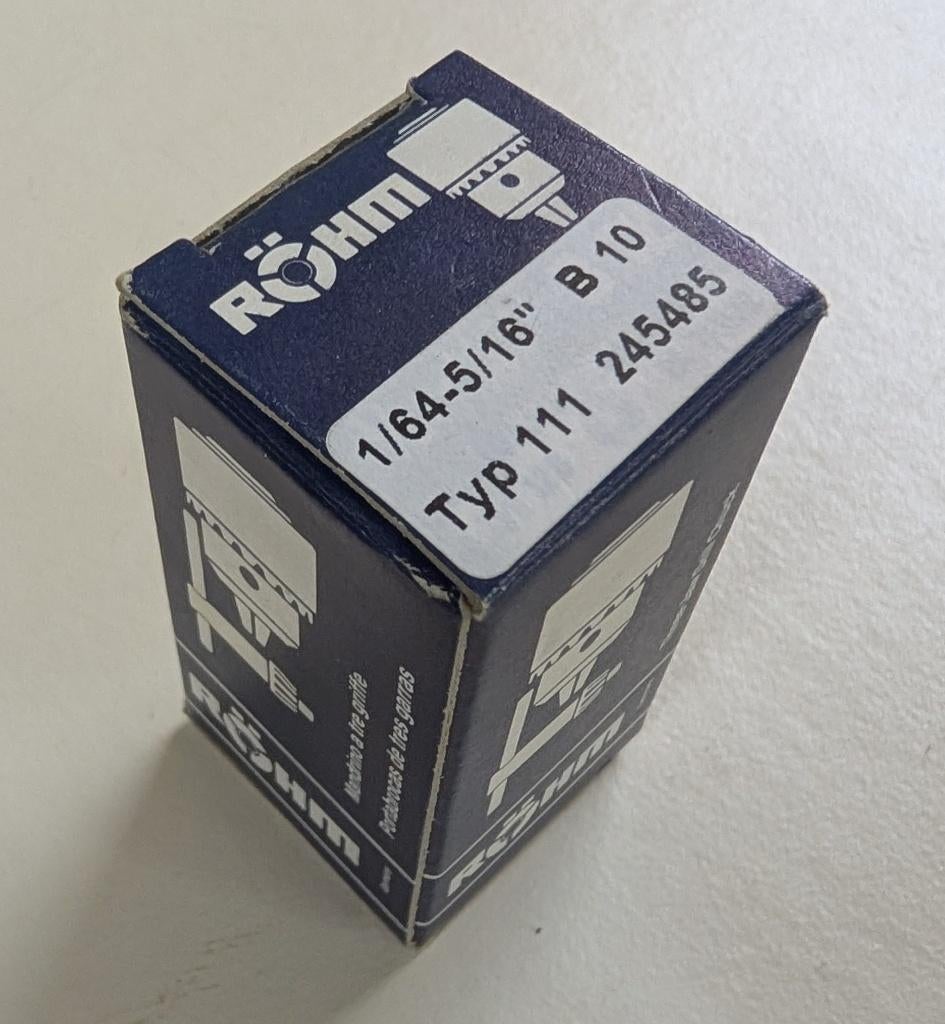 RÖHM
1/64-5/16" B 10
Typ 111 245485
Mandrino a tre griffe
Portabrocas de tres garras
RÖHM
RÖHM